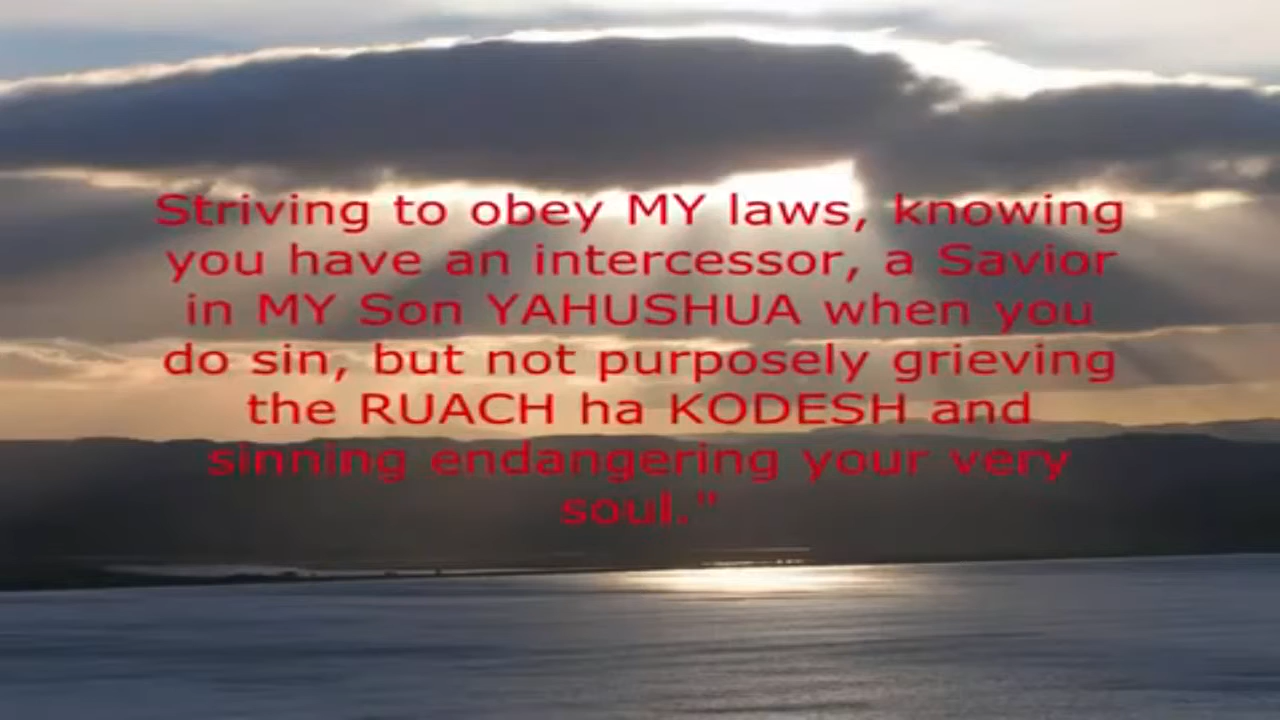 Striving to obey MY laws, knowing
you have an intercessor, a Savior
in MY Son YAHUSHUA when you
do sin, but not purposely grieving
the RUACH ha KODESH and
sinning endangering your very
soul."